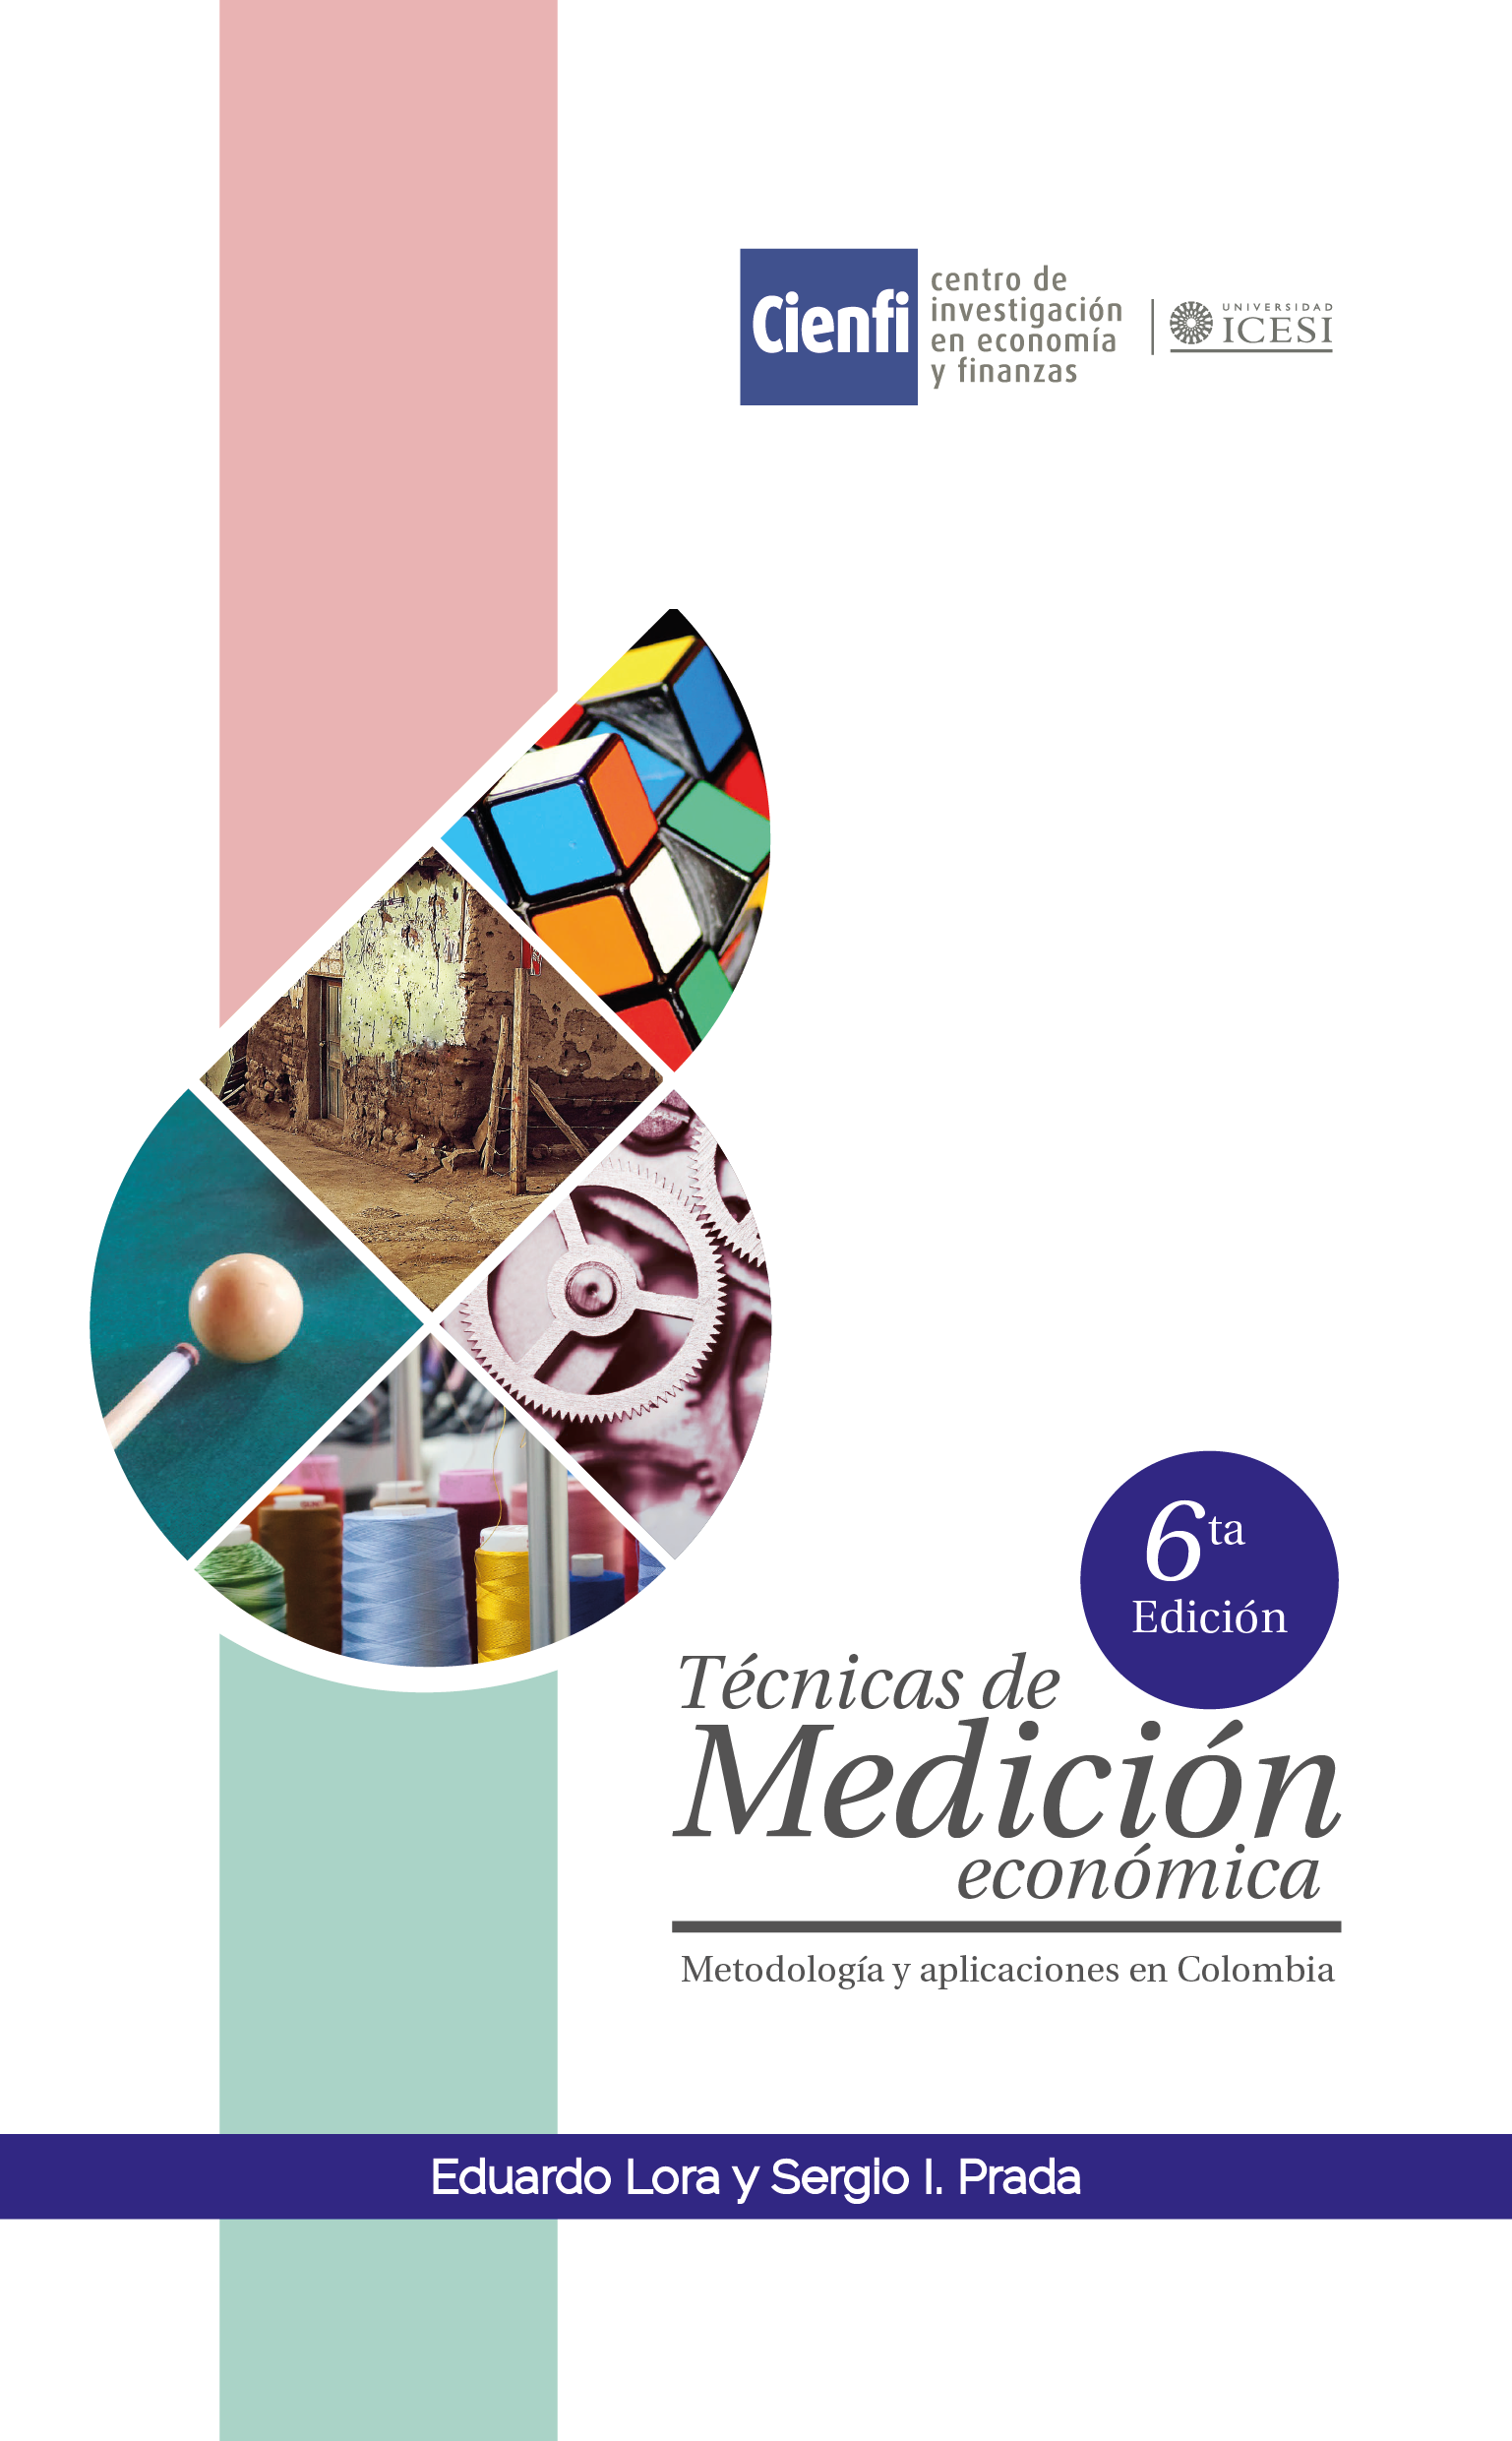 Cienfi
centro de
investigación
en economía
y finanzas
UNIVERSIDAD
ICESI
6ta
Edición
Técnicas de
Medición
económica
Metodología y aplicaciones en Colombia
Eduardo Lora y Sergio I. Prada